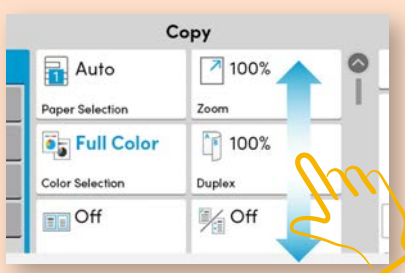 Copy
Auto
100%
Paper Selection
Zoom
Full Color
100%
Color Selection
Duplex
Off
Off